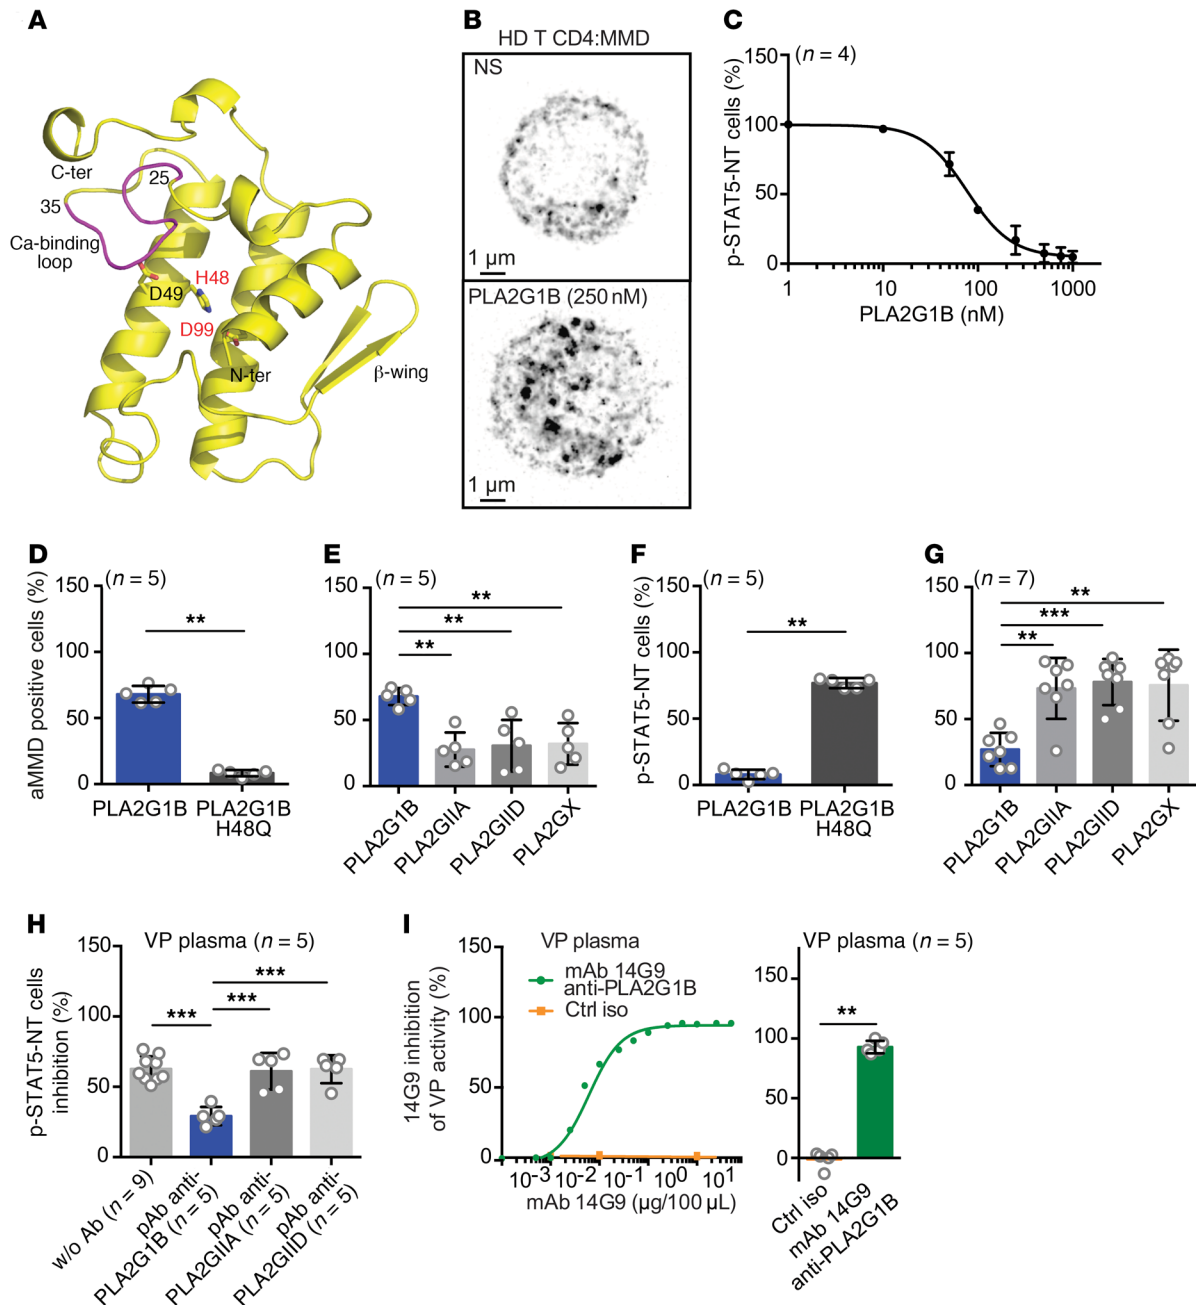 A
C-ter
25
35
Ca-binding
loop
H48
D49
D99
N-ter
β-wing
B
HD T CD4:MMD
NS
1 µm
PLA2G1B (250 nM)
1 µm
C
(n = 4)
p-STAT5-NT cells (%)
150
100
50
0
1
10
100
1000
PLA2G1B (nM)
D
(n = 5)
aMMD positive cells (%)
150
100
50
0
**
PLA2G1B
PLA2G1B
H48Q
E
(n = 5)
150
100
50
0
**
**
**
PLA2G1B
PLA2GIIA
PLA2GIID
PLA2GX
F
(n = 5)
p-STAT5-NT cells (%)
150
100
50
0
**
PLA2G1B
PLA2G1B
H48Q
G
(n = 7)
150
100
50
0
**
***
**
PLA2G1B
PLA2GIIA
PLA2GIID
PLA2GX
H
VP plasma (n = 5)
p-STAT5-NT cells
inhibition (%)
150
100
50
0
***
***
***
w/o Ab (n = 9)
pAb anti-
PLA2G1B (n = 5)
pAb anti-
PLA2GIIA (n = 5)
pAb anti-
PLA2GIID (n = 5)
I
VP plasma
mAb 14G9
anti-PLA2G1B
Ctrl iso
14G9 inhibition
of VP activity (%)
150
100
50
0
10-3
10-2
10-1
100
101
mAb 14G9 (µg/100 µL)
VP plasma (n = 5)
150
100
50
0
**
Ctrl iso
mAb 14G9
anti-PLA2G1B